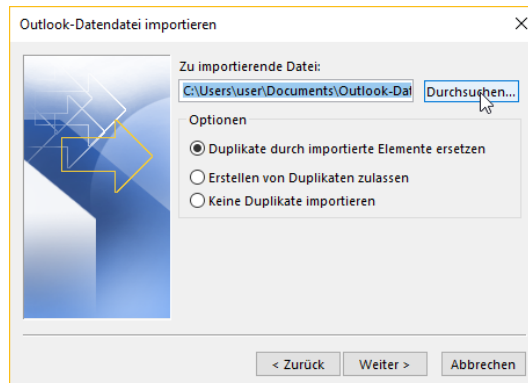 Outlook-Datendatei importieren
Zu importierende Datei:
C:\Users\user\Documents\Outlook-Dat
Durchsuchen...
Optionen
Duplikate durch importierte Elemente ersetzen
Erstellen von Duplikaten zulassen
Keine Duplikate importieren
< Zurück Weiter > Abbrechen